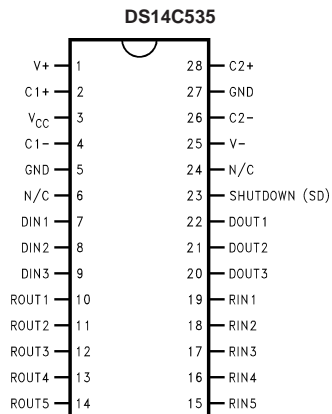 DS14C535
V+ 1 28 C2+
C1+ 2 27 GND
VCC 3 26 C2-
C1- 4 25 V-
GND 5 24 N/C
N/C 6 23 SHUTDOWN (SD)
DIN1 7 22 DOUT1
DIN2 8 21 DOUT2
DIN3 9 20 DOUT3
ROUT1 10 19 RIN1
ROUT2 11 18 RIN2
ROUT3 12 17 RIN3
ROUT4 13 16 RIN4
ROUT5 14 15 RIN5